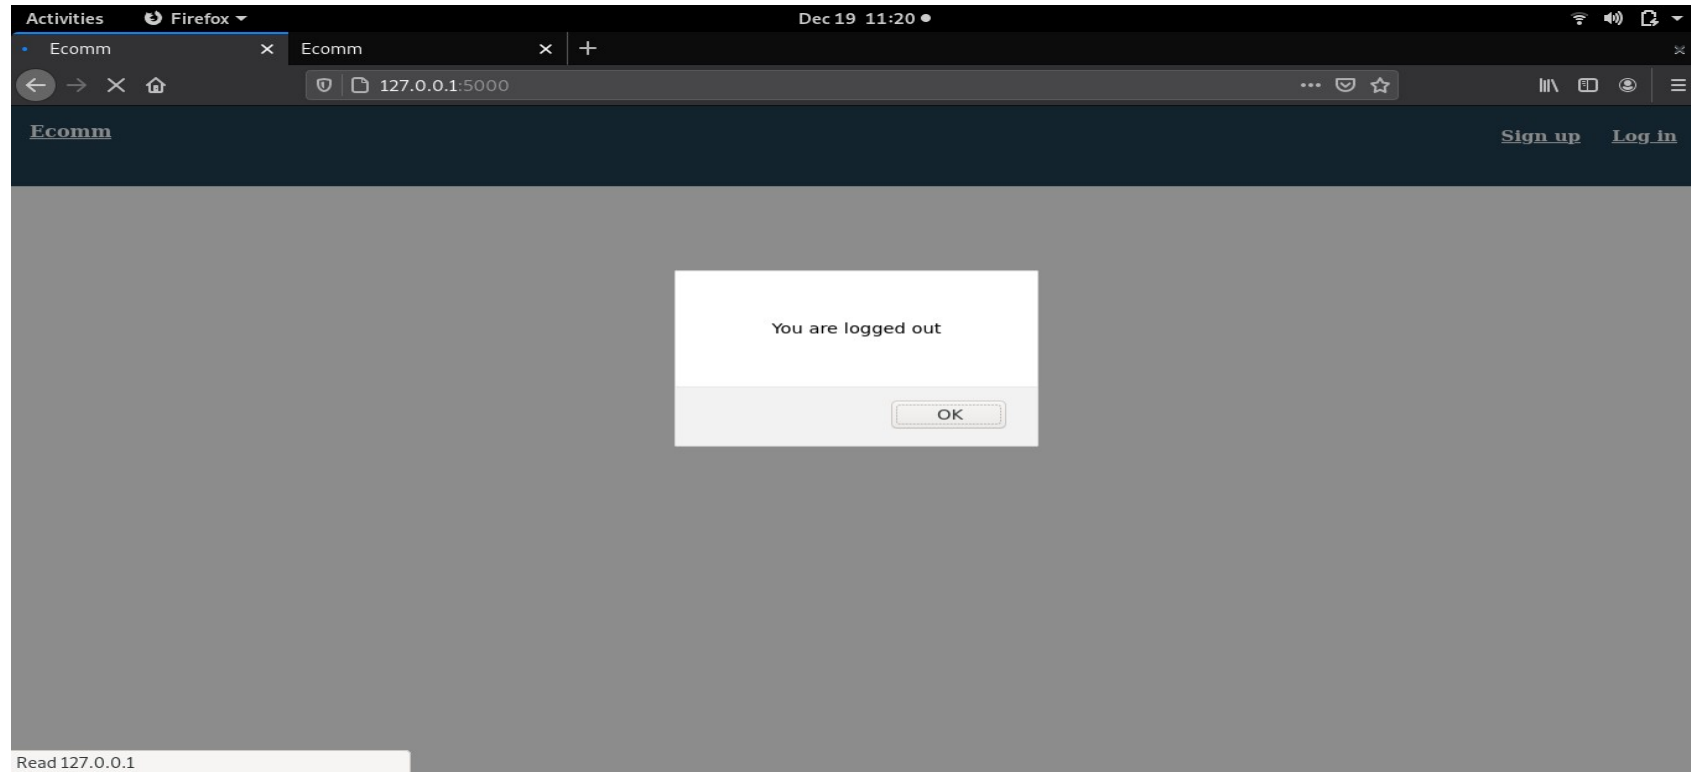 Activities Firefox Dec 19 11:20
Ecomm Ecomm
127.0.0.1:5000
Ecomm Sign up Log in
You are logged out
OK
Read 127.0.0.1